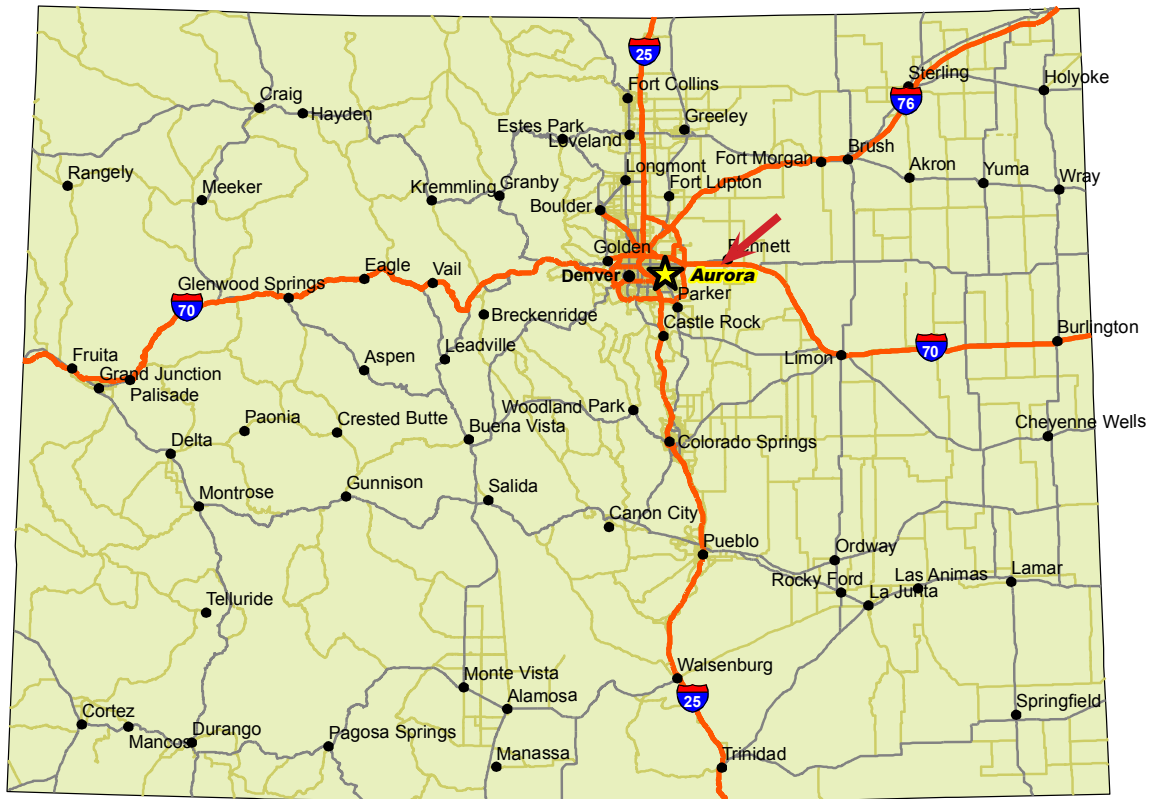 25
Sterling
Holyoke
76
Fort Collins
Craig
Hayden
Greeley
Estes Park
Loveland
Brush
Fort Morgan
Akron
Yuma
Wray
Longmont
Rangely
Meeker
Kremmling
Granby
Fort Lupton
Boulder
Golden
Bennett
Eagle
Vail
Denver
Aurora
Glenwood Springs
70
Parker
Breckenridge
Castle Rock
Burlington
Leadville
Limon
70
Fruita
Aspen
Grand Junction
Palisade
Woodland Park
Paonia
Crested Butte
Buena Vista
Cheyenne Wells
Delta
Colorado Springs
Montrose
Gunnison
Salida
Canon City
Pueblo
Ordway
Rocky Ford
Las Animas
Lamar
La Junta
Telluride
Walsenburg
Monte Vista
Alamosa
25
Springfield
Cortez
Mancos
Durango
Pagosa Springs
Manassa
Trinidad